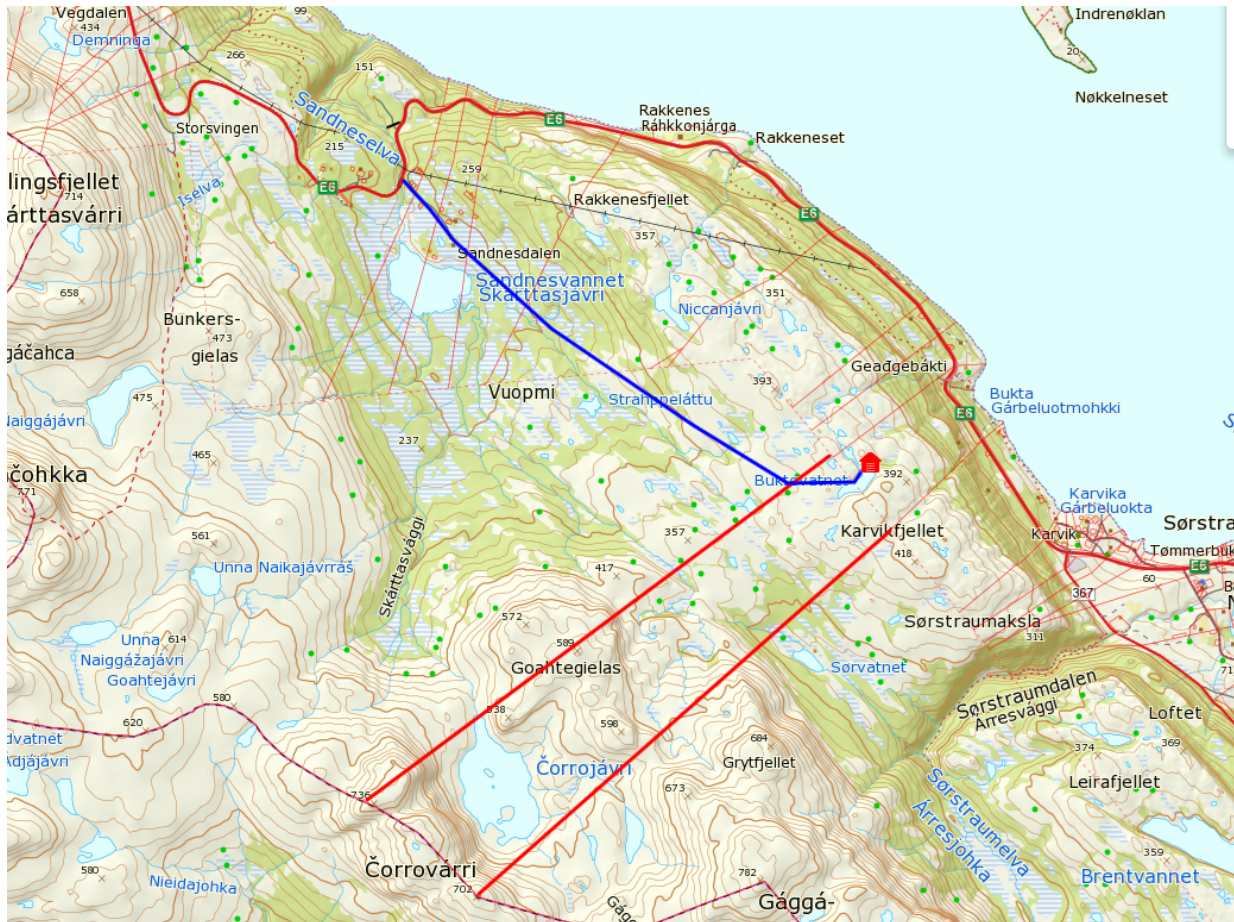 Vegdalen
434
99
Demninga
266
151
Indrenøklan
20
Nøkkelneset
Sandneselva
Storsvingen
215
E6
E6
Rakkenes
Ráhkkonjárga
Rakkeneset
259
Rakkenesfjellet
E6
lingsfjellet
714
kárttasvárri
Iselva
357
Sandnesdalen
Sandnesvannet
Skárttasjávri
351
Niccanjávri
658
Bunkers-
gielas
473
gáčahca
Geađgebákti
393
Vuopmi
Strahppeláttu
Bukta
Gárbeluotmohkki
E6
475
Naiggájávri
237
465
čohkka
771
Buktevatnet
392
Karvika
Gárbeluokta
Karvik
Sørstra
Tømmerbuk
E6
60
367
Karvikfjellet
418
357
561
Unna Naikajávrráš
417
Skárttasvággi
572
589
Goahtegielas
Sørstraumaksla
311
Unna
Naiggážajávri
614
Goahtejávri
Sørvatnet
71
580
620
538
598
Sørstraumdalen
Árresvággi
Loftet
dvatnet
Adjájávri
684
Grytfjellet
Čorrojávri
374
369
Leirafjellet
736
673
Sørstraumelva
Árresjohka
Čorrovárri
702
580
Nieidajohka
782
Gággá-
359
Brentvannet